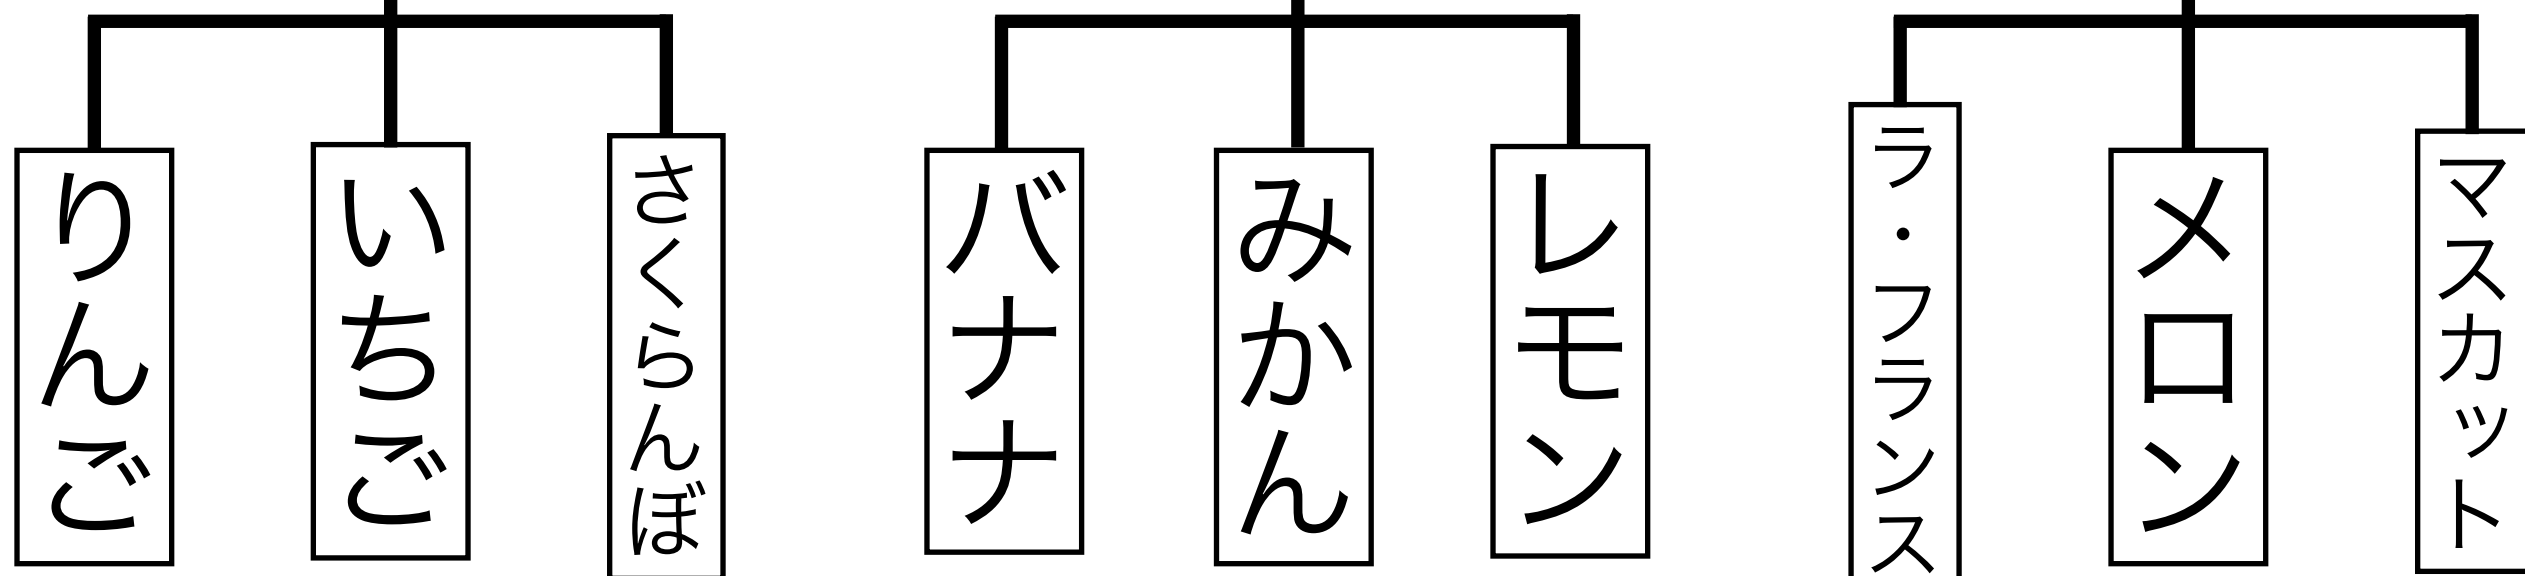 りんご
いちご
さくらんぼ
バナナ
みかん
レモン
ラ・フランス
メロン
マスカット